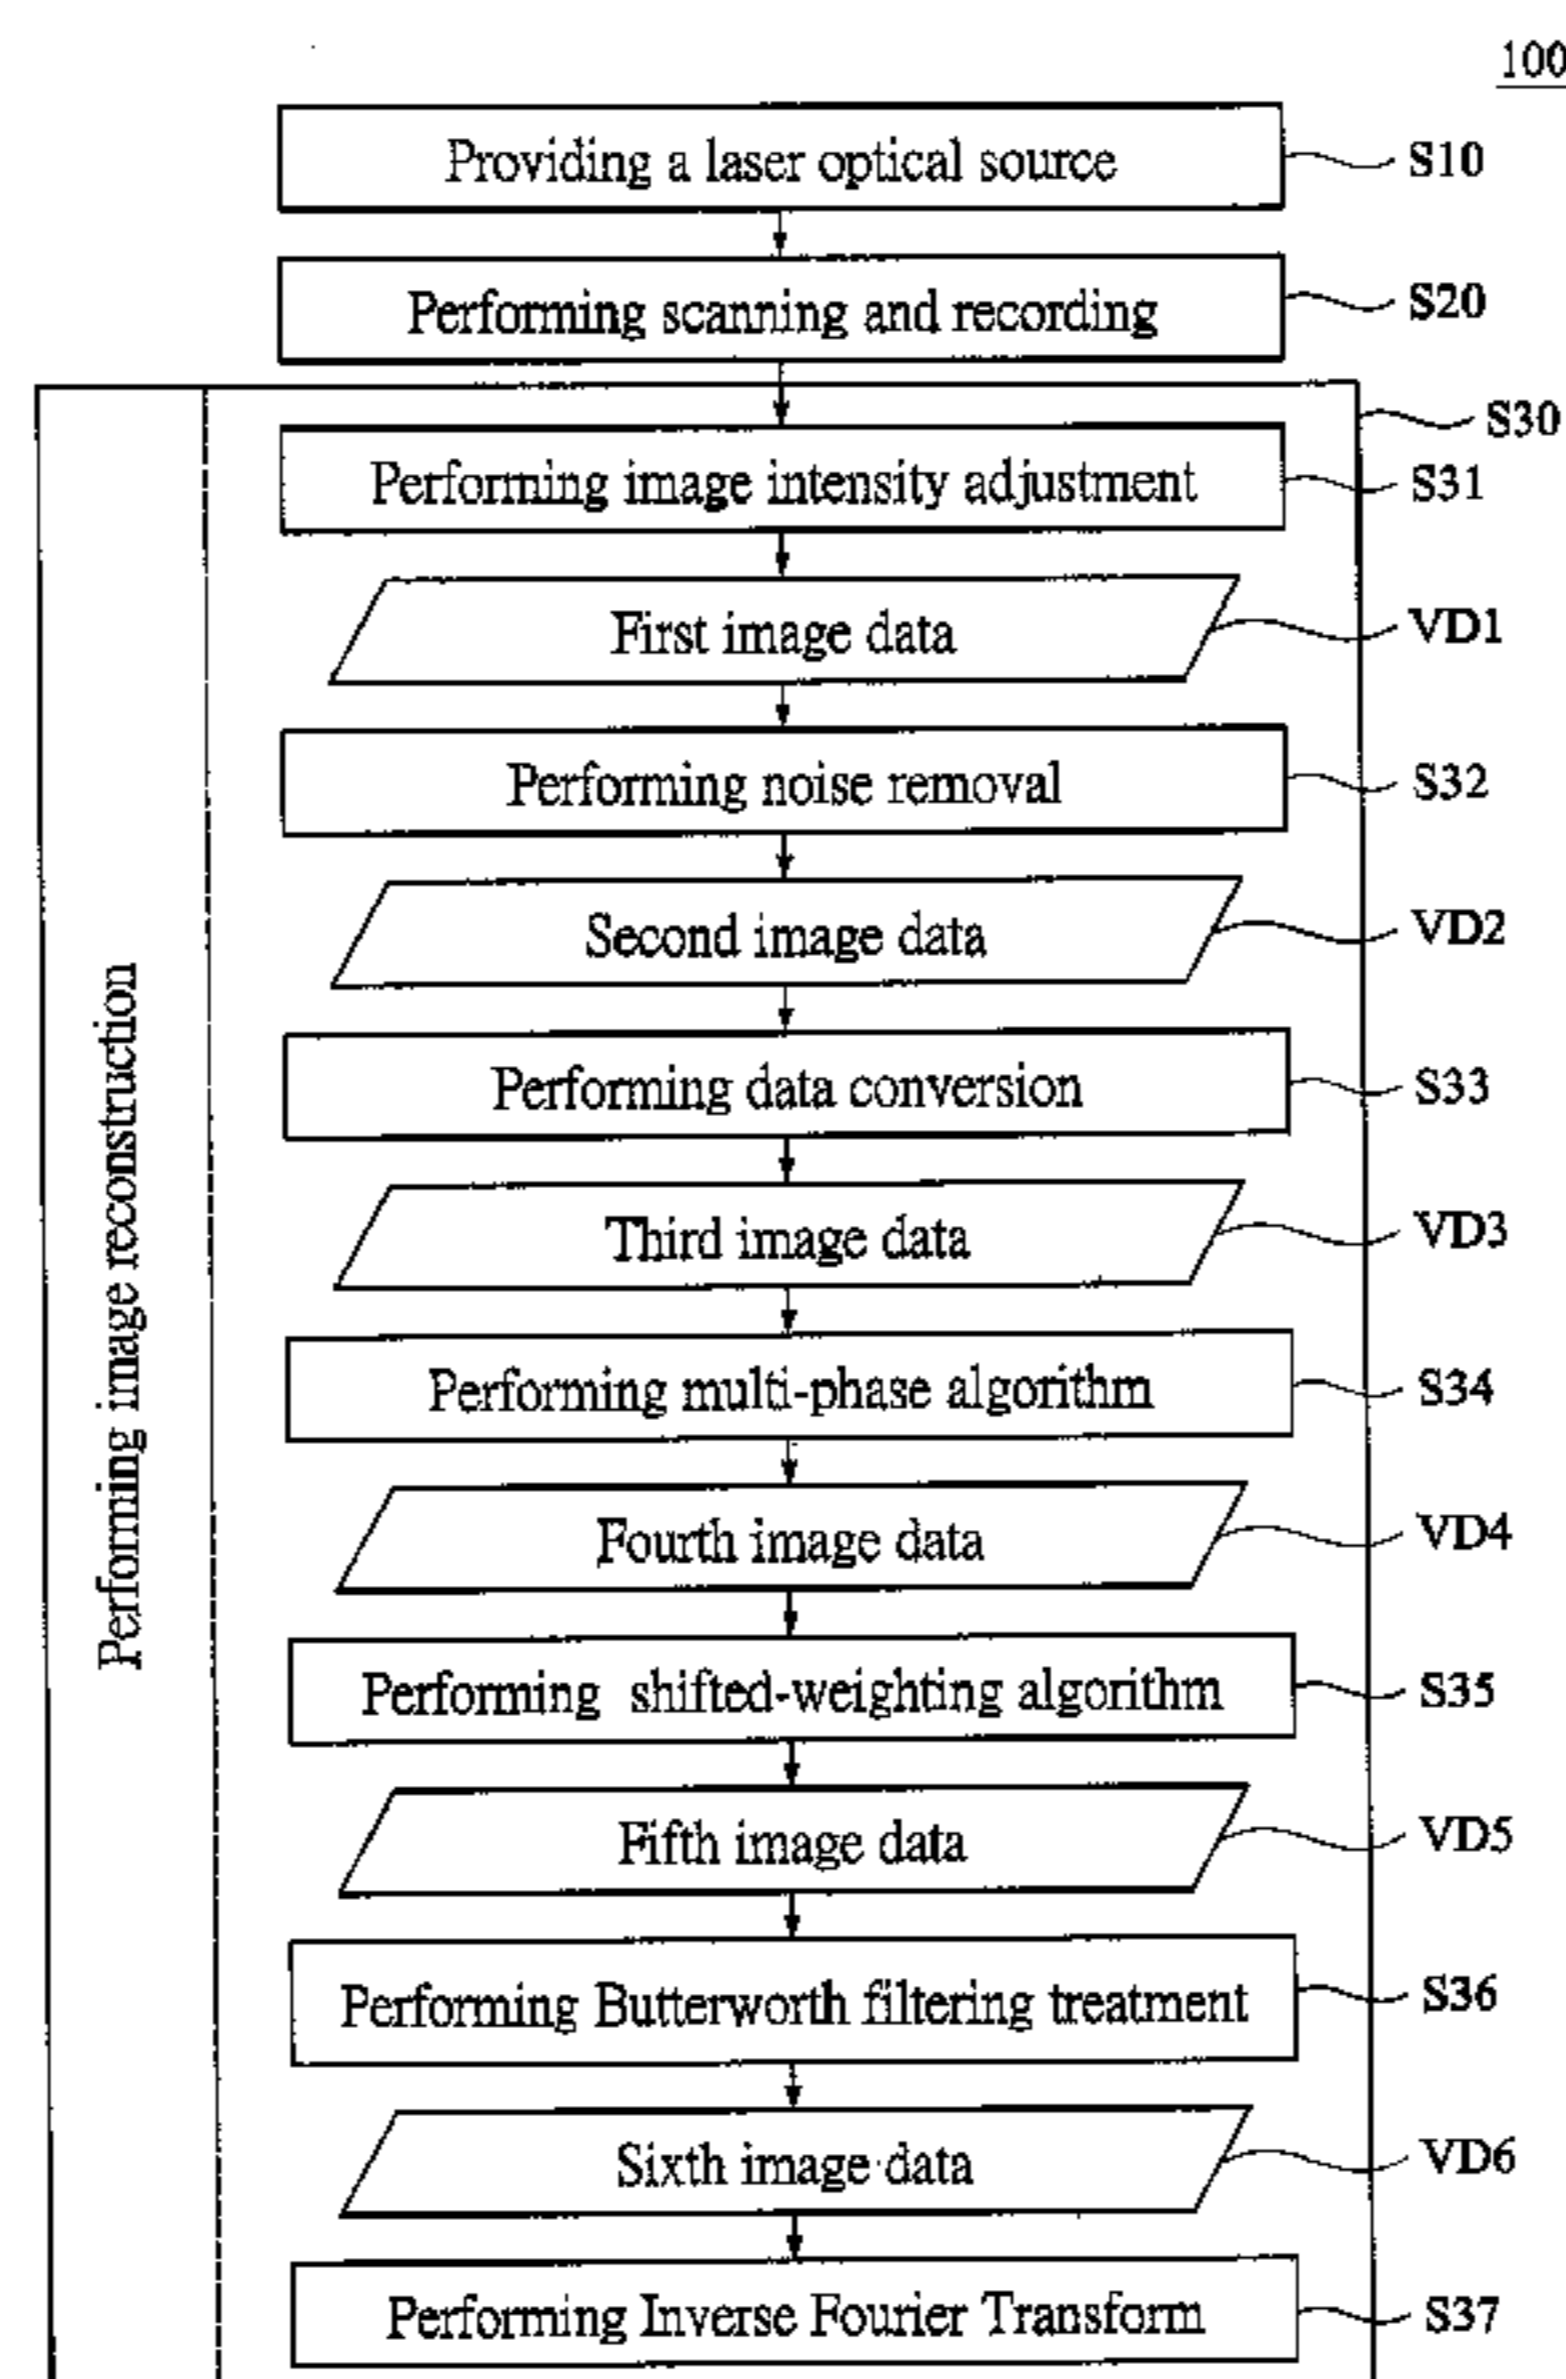 100
Providing a laser optical source
S10
Performing scanning and recording
S20
S30
Performing image reconstruction
Performing image intensity adjustment
S31
First image data
VD1
Performing noise removal
S32
Second image data
VD2
Performing data conversion
S33
Third image data
VD3
Performing multi-phase algorithm
S34
Fourth image data
VD4
Performing shifted-weighting algorithm
S35
Fifth image data
VD5
Performing Butterworth filtering treatment
S36
Sixth image data
VD6
Performing Inverse Fourier Transform
S37